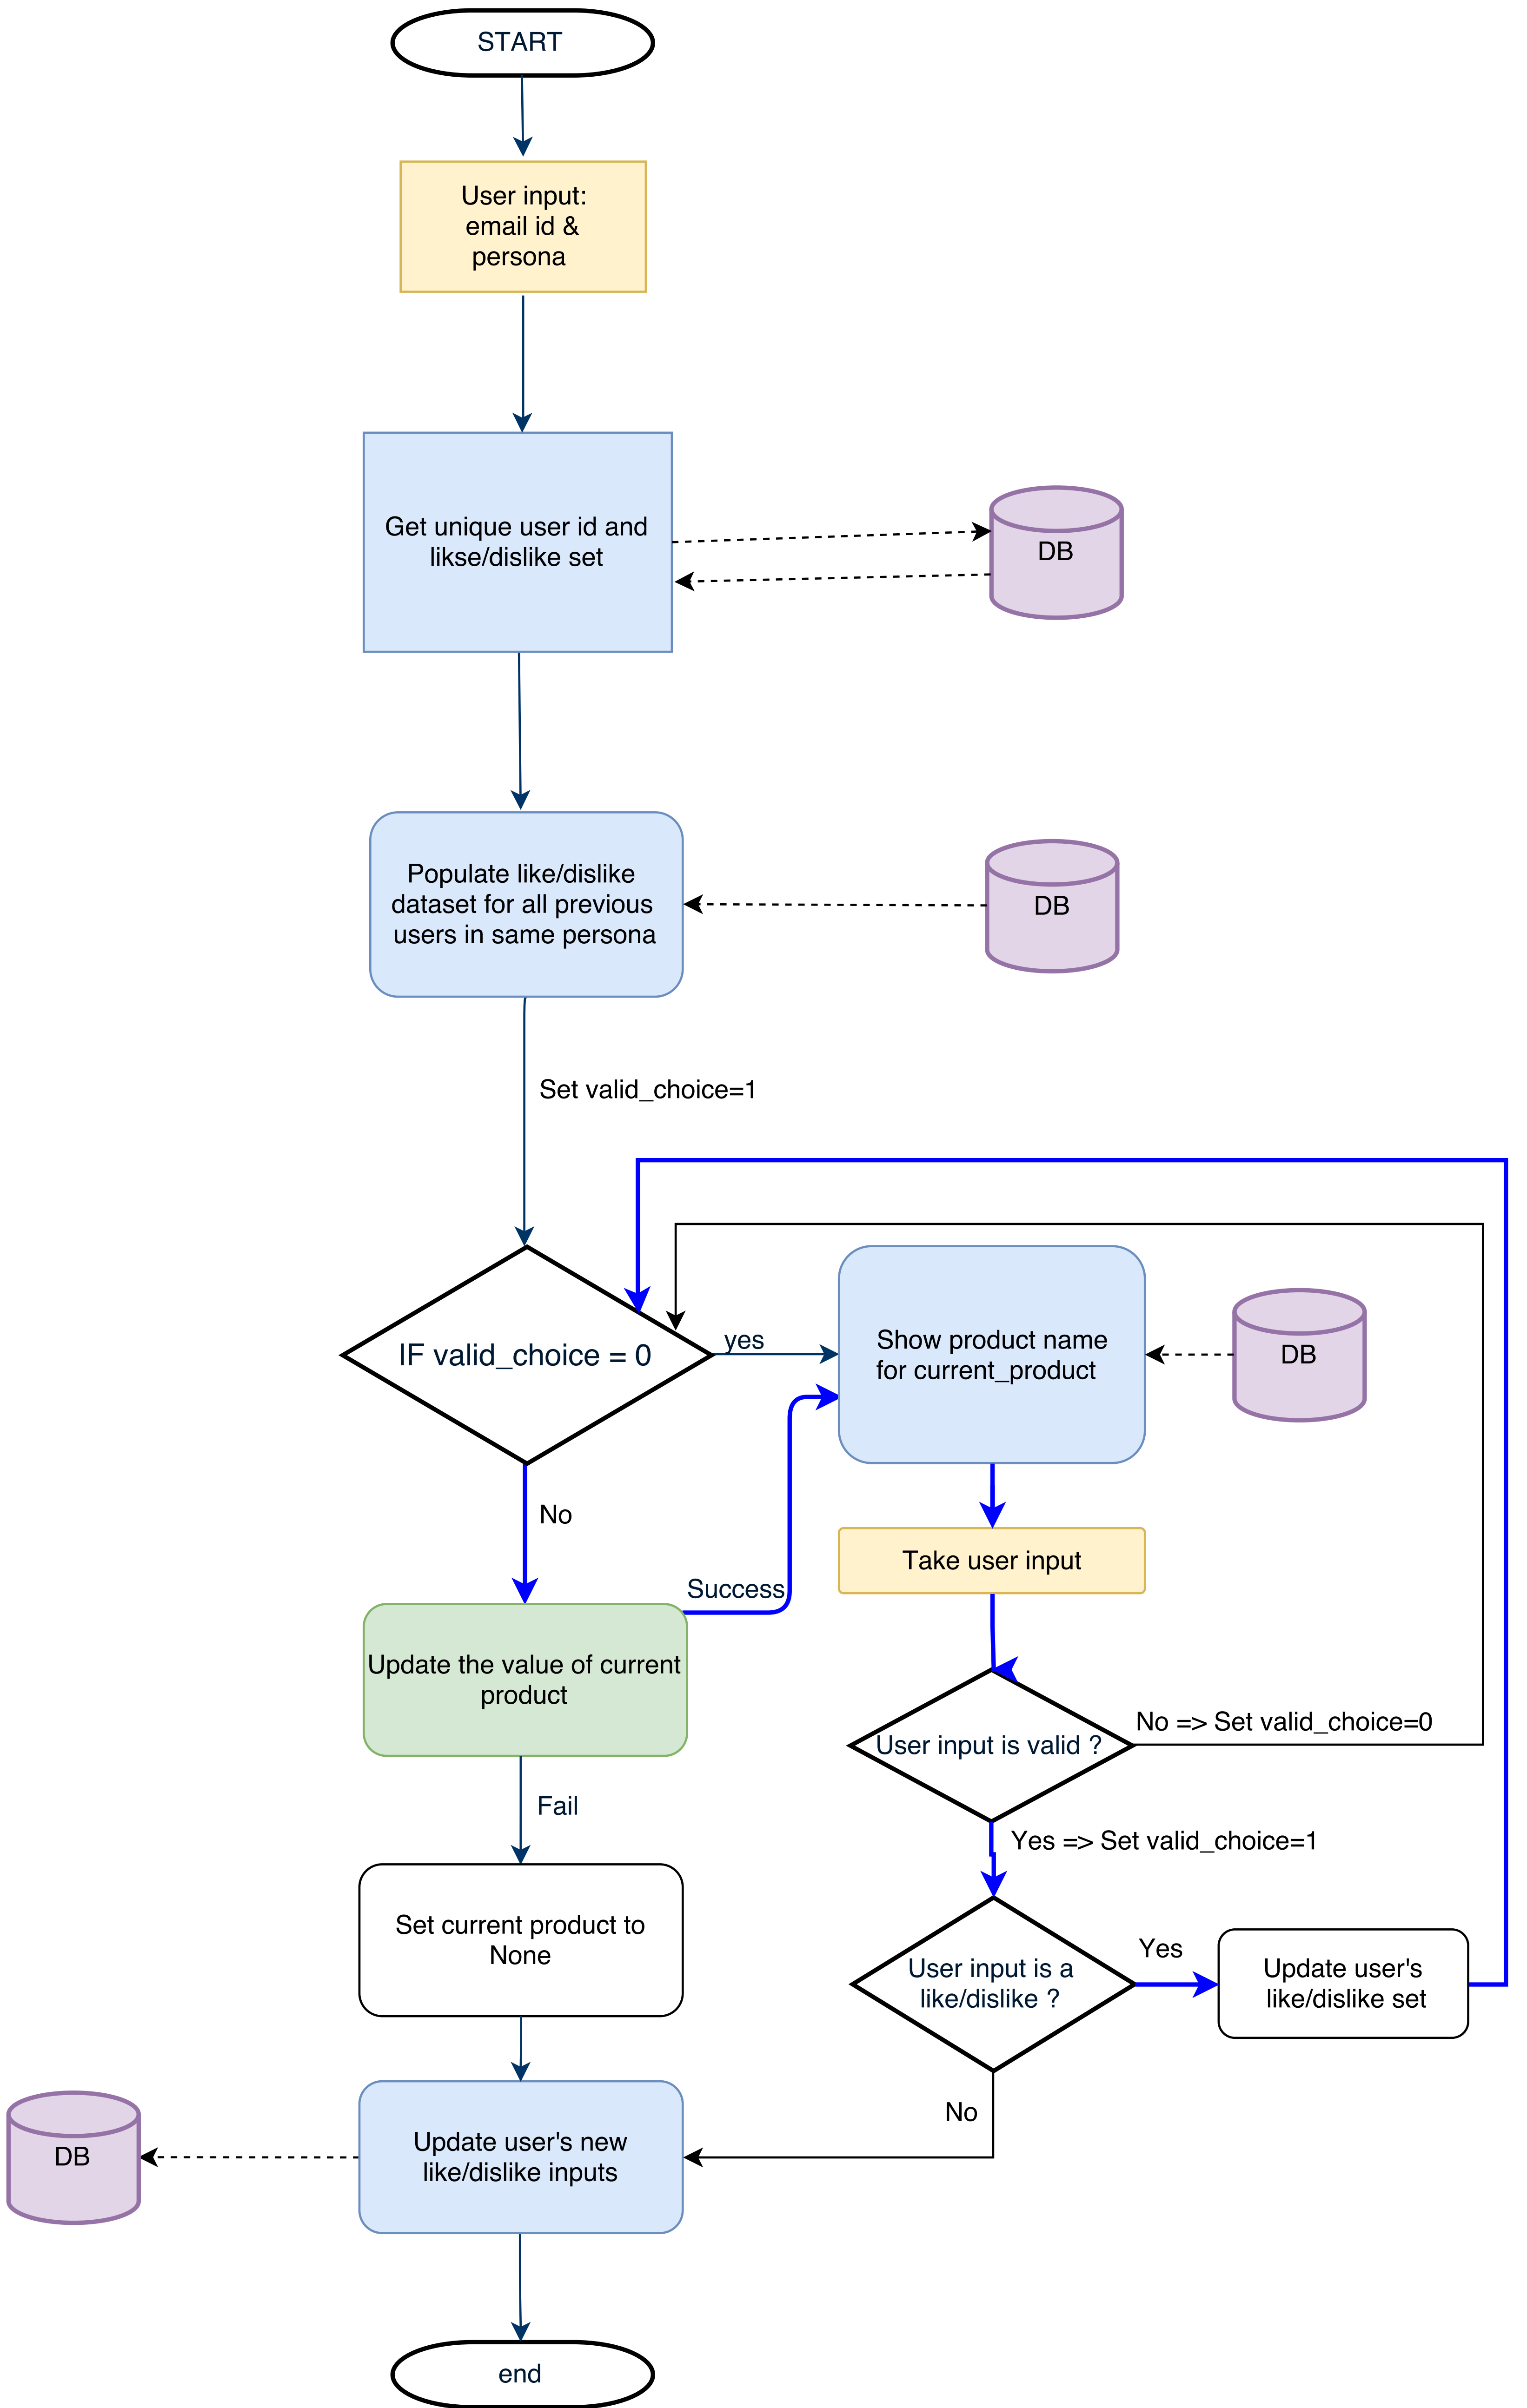 START
User input:
email id &
persona
Get unique user id and
likse/dislike set
DB
Populate like/dislike
dataset for all previous
users in same persona
DB
Set valid_choice=1
IF valid_choice = 0
yes
Show product name
for current_product
DB
No
Take user input
Success
Update the value of current
product
User input is valid ?
No => Set valid_choice=0
Fail
Yes => Set valid_choice=1
Set current product to
None
User input is a
like/dislike ?
Yes
Update user's
like/dislike set
No
Update user's new
like/dislike inputs
DB
end